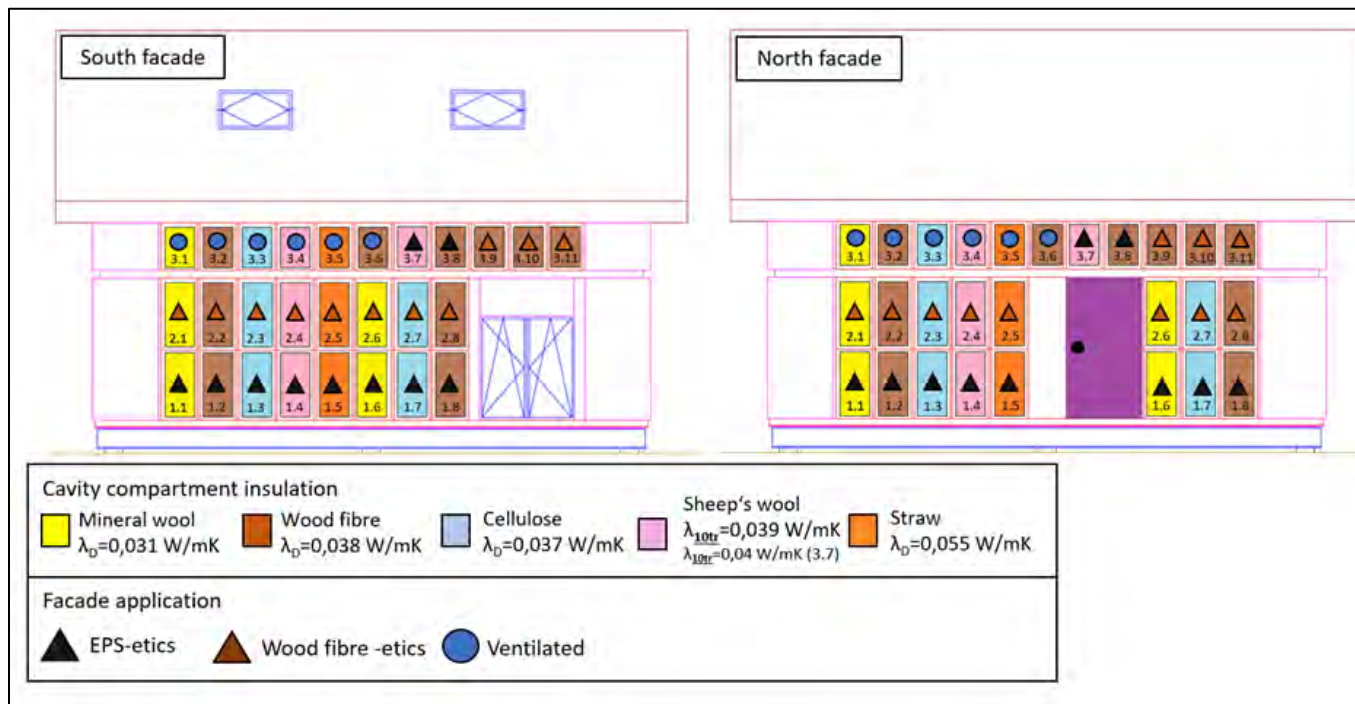 South facade
North facade
3.1 3.2 3.3 3.4 3.5 3.6 3.7 3.8 4.9 4.10 3.11
2.1 2.2 2.3 2.4 2.5 2.6 2.7 2.8
1.1 1.2 1.3 1.4 1.5 1.6 1.7 1.8
3.1 3.2 3.3 3.4 3.5 3.6 3.7 3.8 3.9 3.10 3.11
2.1 2.2 2.3 2.4 2.5 2.6 2.7 2.8
1.1 1.2 1.3 1.4 1.5 1.6 1.7 1.8
Cavity compartment insulation
Mineral wool
λD=0,031 W/mK
Wood fibre
λD=0,038 W/mK
Cellulose
λD=0,037 W/mK
Sheep‘s wool
λ10tr=0,039 W/mK
λ10tr=0,04 W/mK (3.7)
Straw
λD=0,055 W/mK
Facade application
EPS-etics
Wood fibre -etics
Ventilated